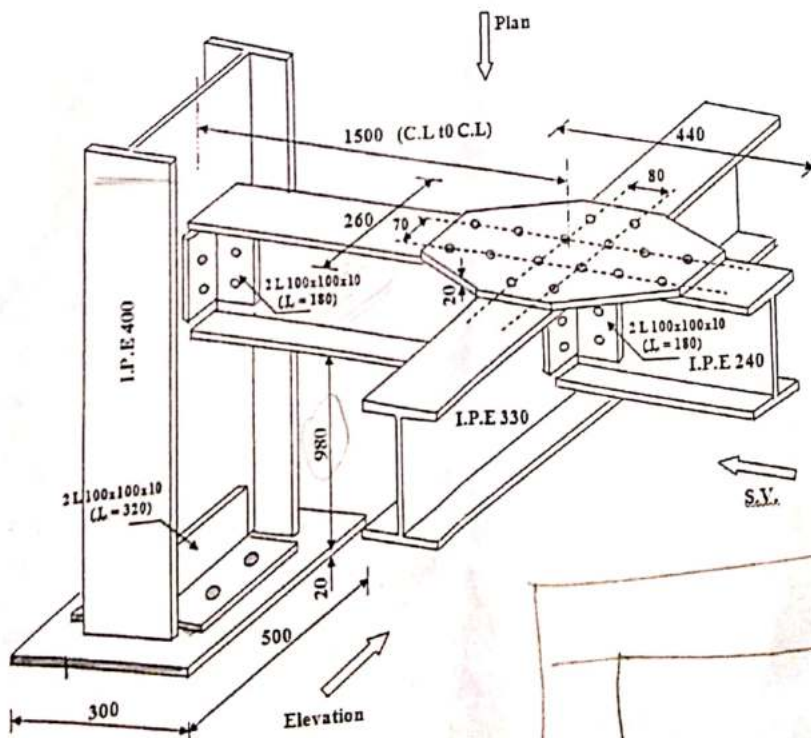 Plan
1500 (C.L t0 C.L)
440
80
260
70
2 L 100x100x10
(L = 180)
20
2 L 100x100x10
(L = 180)
I.P.E 400
I.P.E 240
I.P.E 330
980
2 L 100x100x10
(L = 320)
S.V.
20
500
300
Elevation